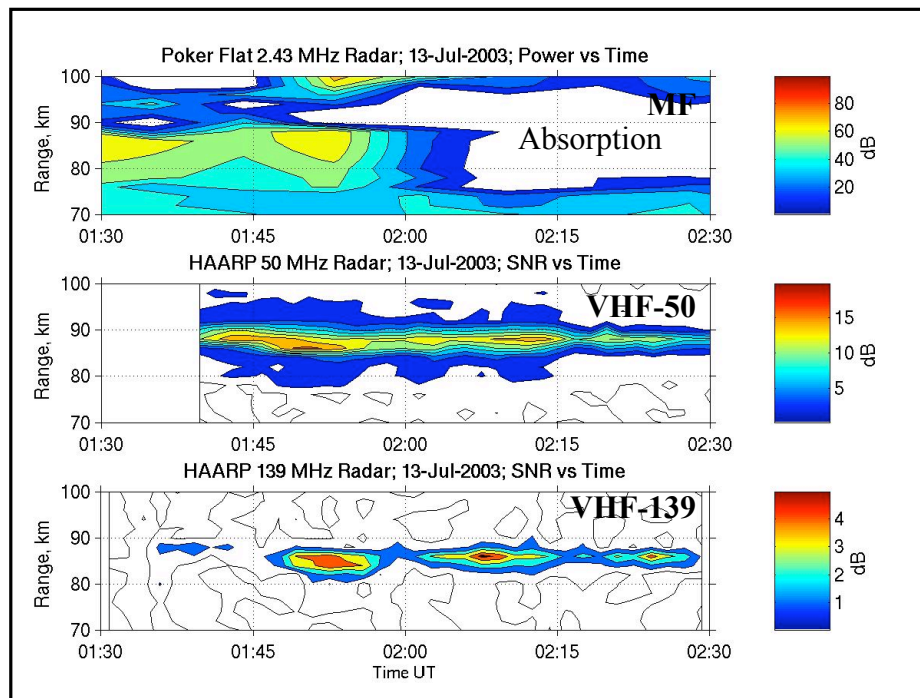 Poker Flat 2.43 MHz Radar; 13-Jul-2003; Power vs Time
100
90
80
70
Range, km
MF
Absorption
01:30 01:45 02:00 02:15 02:30
80
60
40
20
dB
HAARP 50 MHz Radar; 13-Jul-2003; SNR vs Time
100
90
80
70
Range, km
VHF-50
01:30 01:45 02:00 02:15 02:30
15
10
5
dB
HAARP 139 MHz Radar; 13-Jul-2003; SNR vs Time
100
90
80
70
Range, km
VHF-139
01:30 01:45 02:00 02:15 02:30
Time UT
4
3
2
1
dB